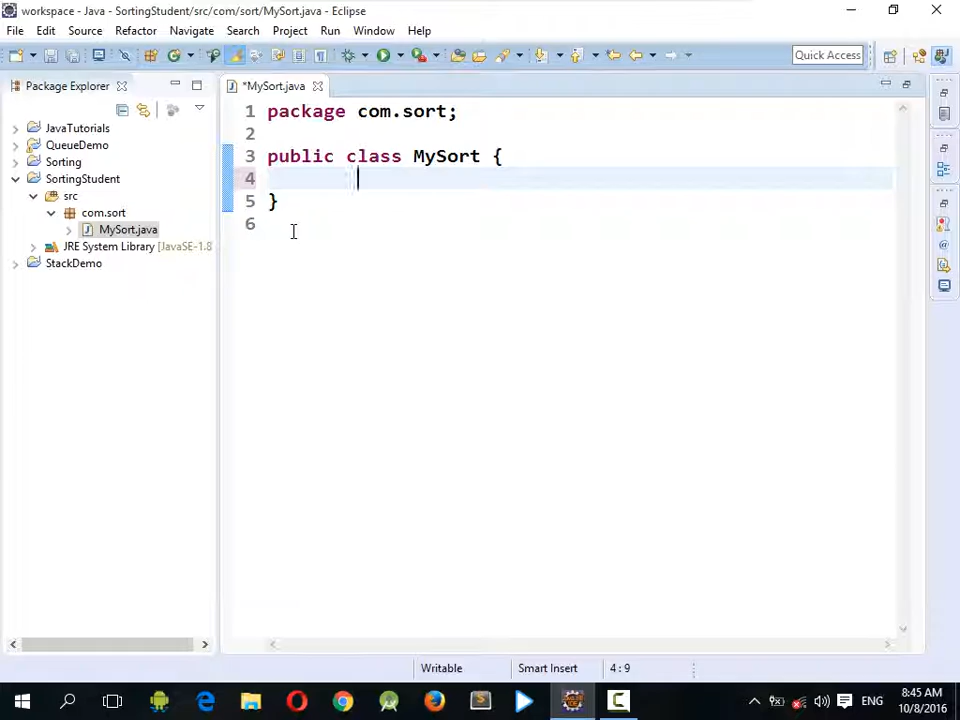 workspace - Java - SortingStudent/src/com/sort/MySort.java - Eclipse
File Edit Source Refactor Navigate Search Project Run Window Help
Quick Access
Package Explorer
*MySort.java
JavaTutorials
QueueDemo
Sorting
SortingStudent
src
com.sort
MySort.java
JRE System Library [JavaSE-1.8
StackDemo
1 package com.sort;
2
3 public class MySort {
4
5 }
6
Writable Smart Insert 4 : 9
ENG
8:45 AM
10/8/2016